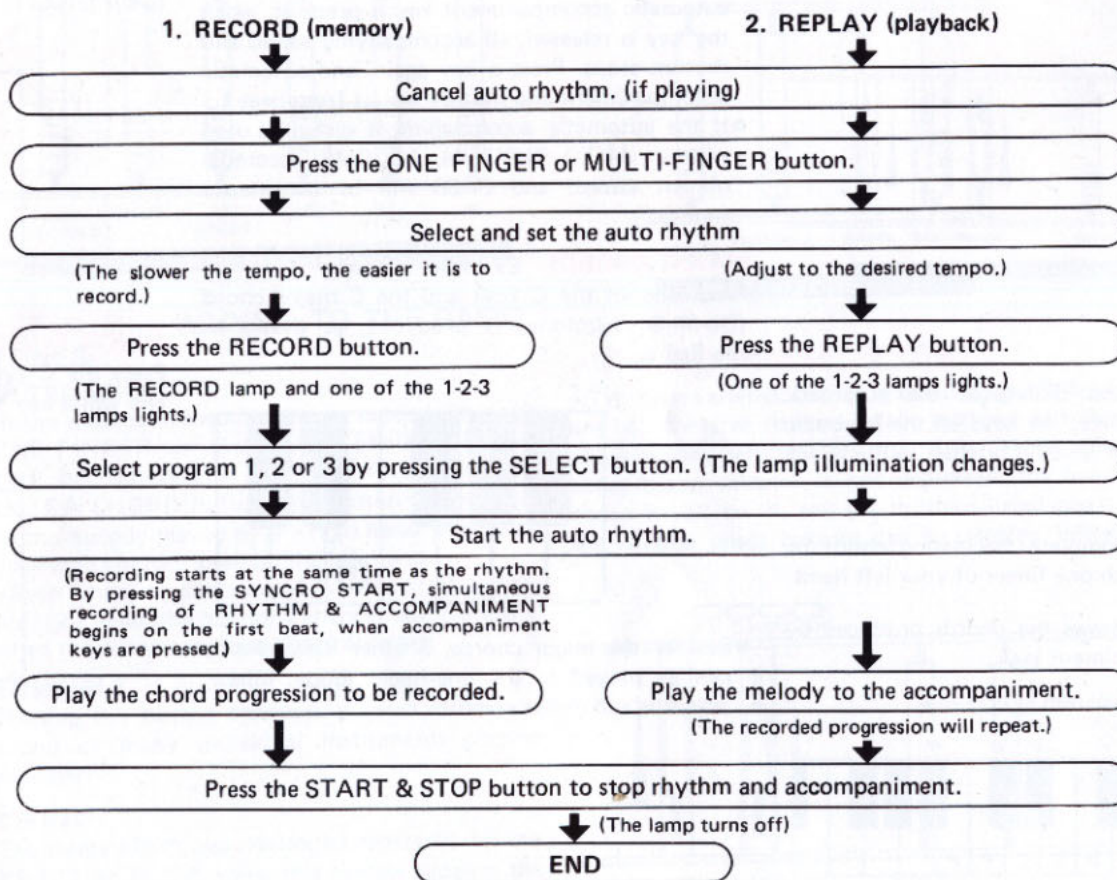 1. RECORD (memory)
2. REPLAY (playback)
Cancel auto rhythm. (if playing)
Press the ONE FINGER or MULTI-FINGER button.
Select and set the auto rhythm
(The slower the tempo, the easier it is to
record.)
(Adjust to the desired tempo.)
Press the RECORD button.
Press the REPLAY button.
(The RECORD lamp and one of the 1-2-3
lamps lights.)
(One of the 1-2-3 lamps lights.)
Select program 1, 2 or 3 by pressing the SELECT button. (The lamp illumination changes.)
Start the auto rhythm.
(Recording starts at the same time as the rhythm.
By pressing the SYNCRO START, simultaneous
recording of RHYTHM & ACCOMPANIMENT
begins on the first beat, when accompaniment
keys are pressed.)
Play the chord progression to be recorded.
Play the melody to the accompaniment.
(The recorded progression will repeat.)
Press the START & STOP button to stop rhythm and accompaniment.
(The lamp turns off)
END